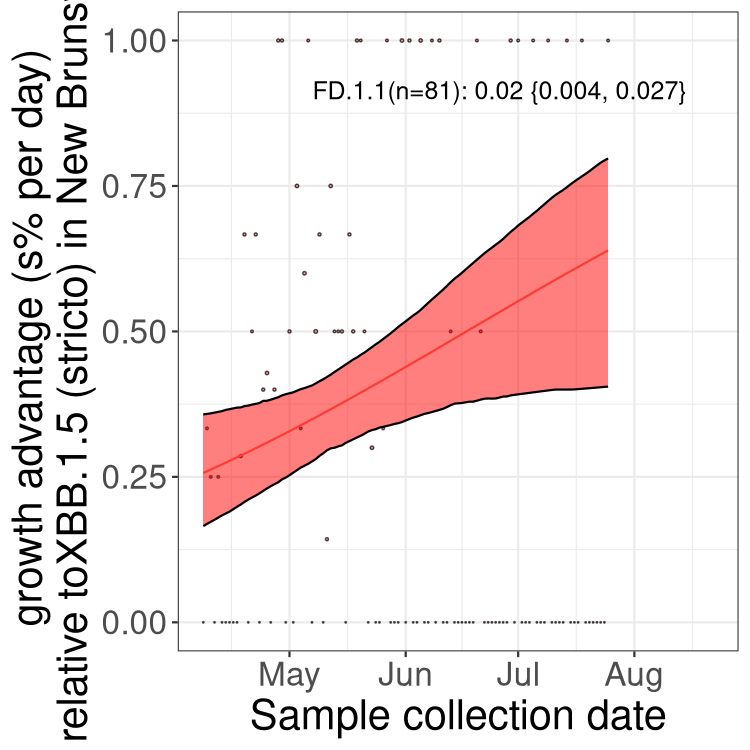 growth advantage (s% per day)
relative toXBB.1.5 (stricto) in New Bruns
1.00
0.75
0.50
0.25
0.00
FD.1.1(n=81): 0.02 {0.004, 0.027}
May Jun Jul Aug
Sample collection date